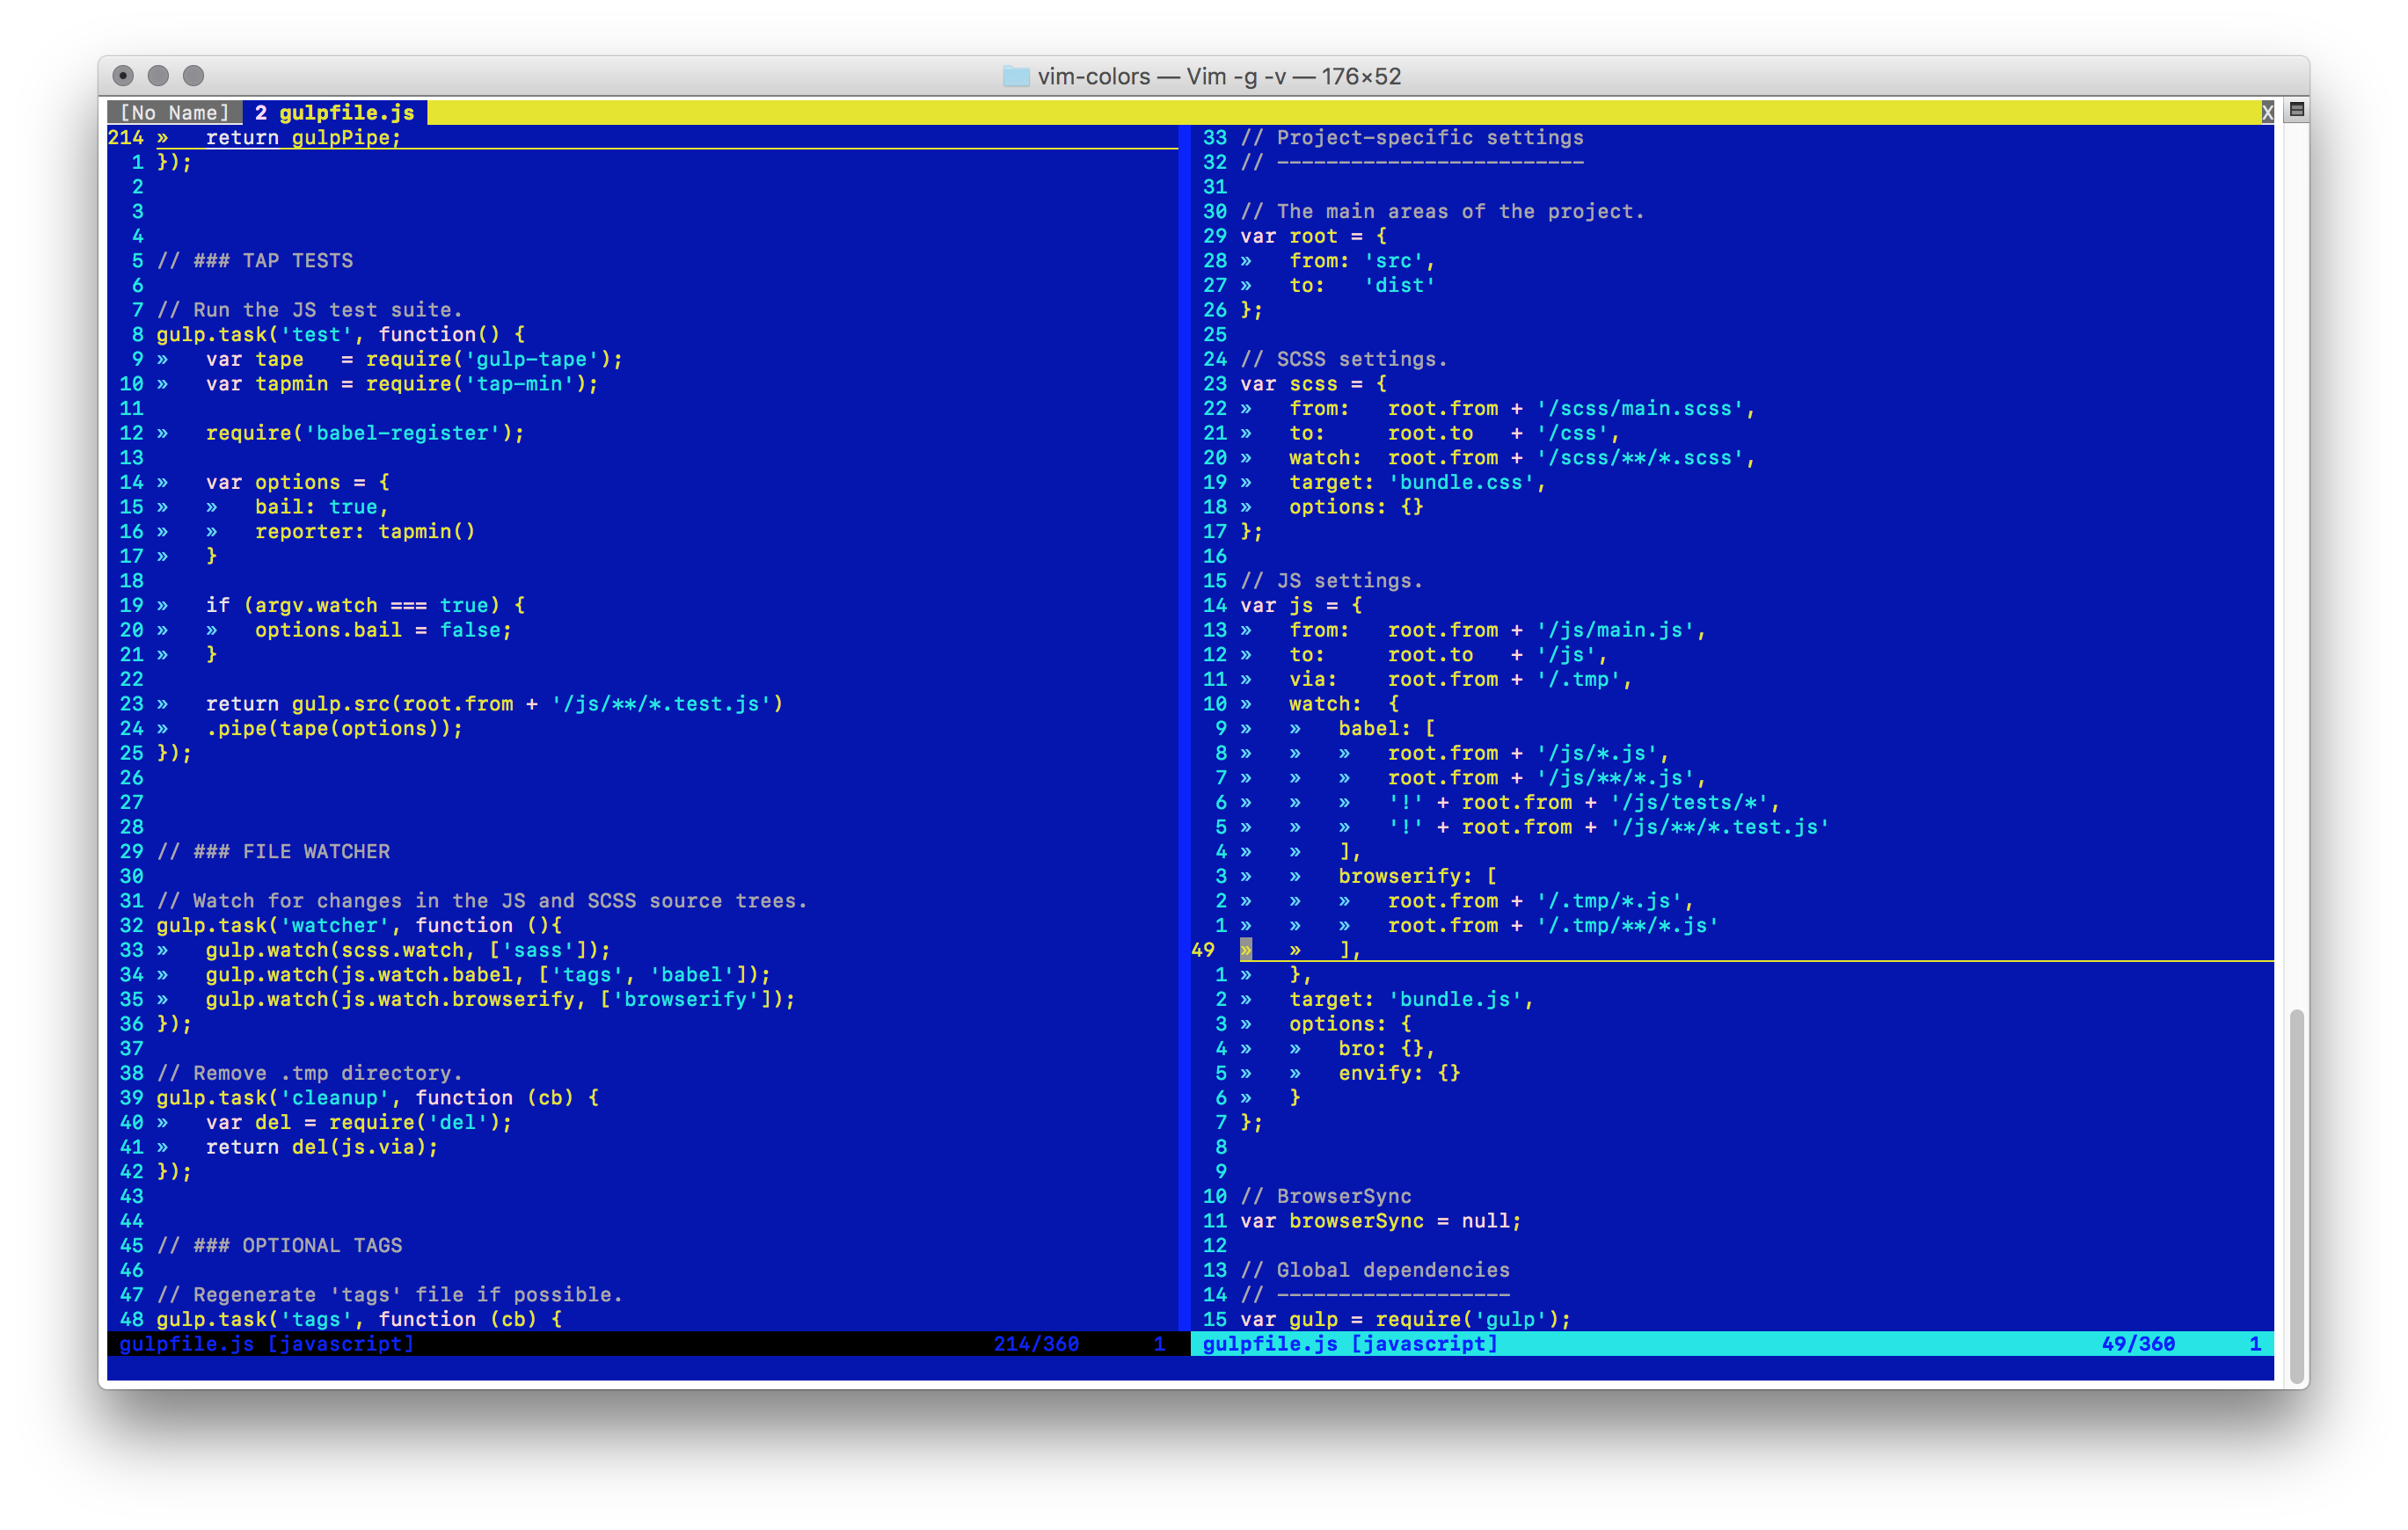 vim-colors — Vim -g -v — 176×52
[No Name] 2 gulpfile.js X
214 »   return gulpPipe;
1 });
2
3
4
5 // ### TAP TESTS
6
7 // Run the JS test suite.
8 gulp.task('test', function() {
9 »   var tape   = require('gulp-tape');
10 »   var tapmin = require('tap-min');
11
12 »   require('babel-register');
13
14 »   var options = {
15 »   »   bail: true,
16 »   »   reporter: tapmin()
17 »   }
18
19 »   if (argv.watch === true) {
20 »   »   options.bail = false;
21 »   }
22
23 »   return gulp.src(root.from + '/js/**/*.test.js')
24 »   .pipe(tape(options));
25 });
26
27
28
29 // ### FILE WATCHER
30
31 // Watch for changes in the JS and SCSS source trees.
32 gulp.task('watcher', function (){
33 »   gulp.watch(scss.watch, ['sass']);
34 »   gulp.watch(js.watch.babel, ['tags', 'babel']);
35 »   gulp.watch(js.watch.browserify, ['browserify']);
36 });
37
38 // Remove .tmp directory.
39 gulp.task('cleanup', function (cb) {
40 »   var del = require('del');
41 »   return del(js.via);
42 });
43
44
45 // ### OPTIONAL TAGS
46
47 // Regenerate 'tags' file if possible.
48 gulp.task('tags', function (cb) {
gulpfile.js [javascript] 214/360 1
33 // Project-specific settings
32 // -------------------------
31
30 // The main areas of the project.
29 var root = {
28 »   from: 'src',
27 »   to:   'dist'
26 };
25
24 // SCSS settings.
23 var scss = {
22 »   from:   root.from + '/scss/main.scss',
21 »   to:     root.to   + '/css',
20 »   watch:  root.from + '/scss/**/*.scss',
19 »   target: 'bundle.css',
18 »   options: {}
17 };
16
15 // JS settings.
14 var js = {
13 »   from:   root.from + '/js/main.js',
12 »   to:     root.to   + '/js',
11 »   via:    root.from + '/.tmp',
10 »   watch:  {
9 »   »   babel: [
8 »   »   »   root.from + '/js/*.js',
7 »   »   »   root.from + '/js/**/*.js',
6 »   »   »   '!' + root.from + '/js/tests/*',
5 »   »   »   '!' + root.from + '/js/**/*.test.js'
4 »   »   ],
3 »   »   browserify: [
2 »   »   »   root.from + '/.tmp/*.js',
1 »   »   »   root.from + '/.tmp/**/*.js'
49 »   »   ],
1 »   },
2 »   target: 'bundle.js',
3 »   options: {
4 »   »   bro: {},
5 »   »   envify: {}
6 »   }
7 };
8
9
10 // BrowserSync
11 var browserSync = null;
12
13 // Global dependencies
14 // -------------------
15 var gulp = require('gulp');
gulpfile.js [javascript] 49/360 1